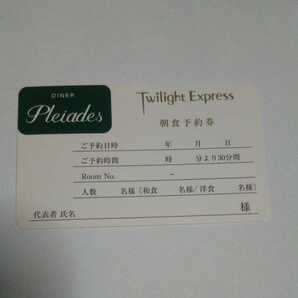 DINER
Pleiades
Twilight Express
朝食予約券
ご予約日時 年 月 日
ご予約時間 時 分より30分間
Room No. －
人数 名様〔和食 名様/洋食 名様〕
代表者氏名 様